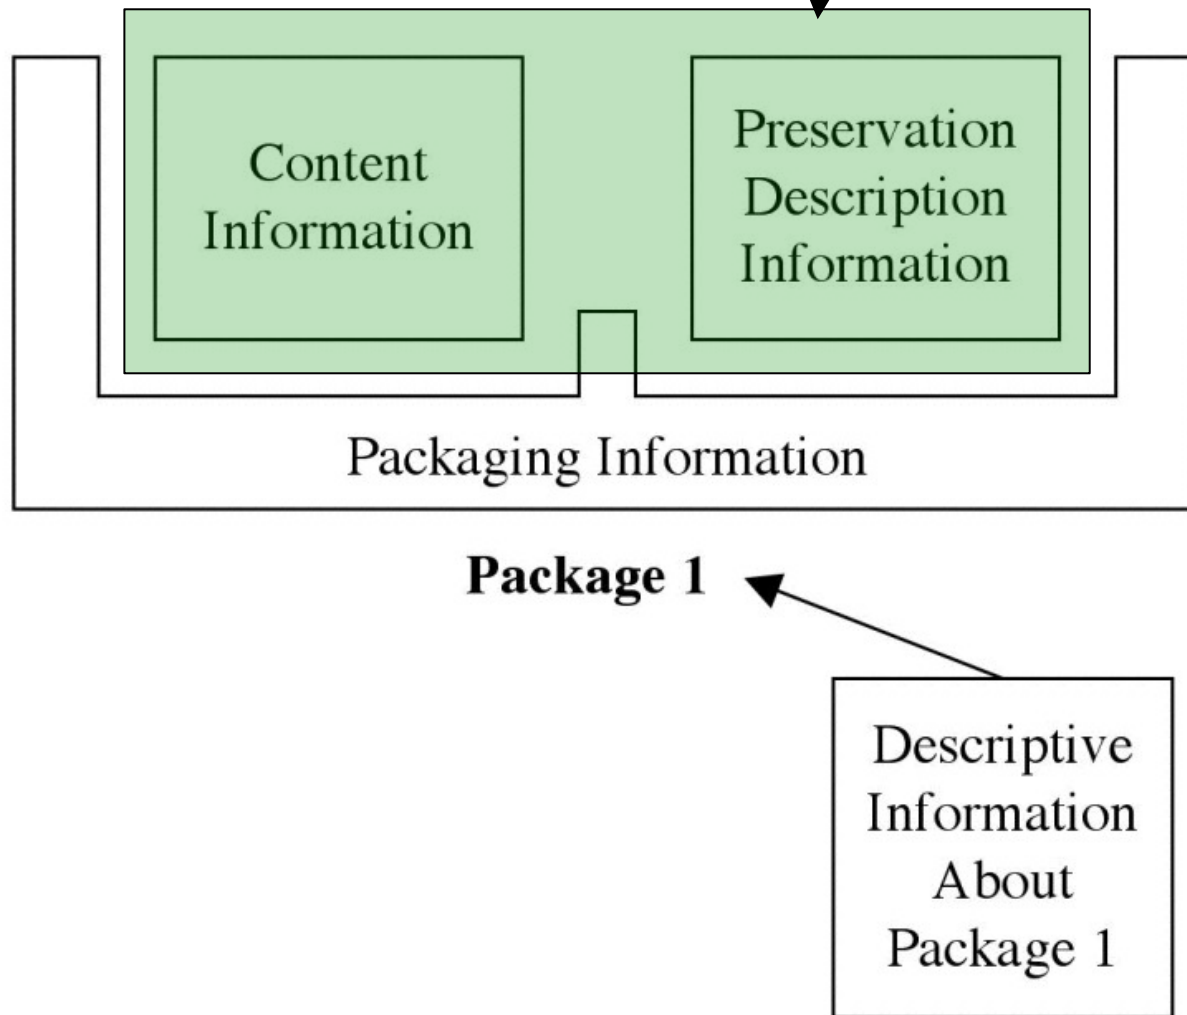 Content
Information
Preservation
Description
Information
Packaging Information
Package 1
Descriptive
Information
About
Package 1